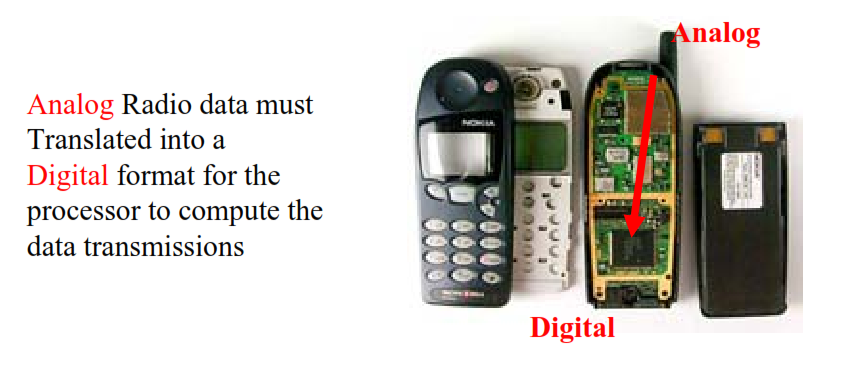 Analog Radio data must
Translated into a
Digital format for the
processor to compute the
data transmissions
Analog
NOKIA
Digital